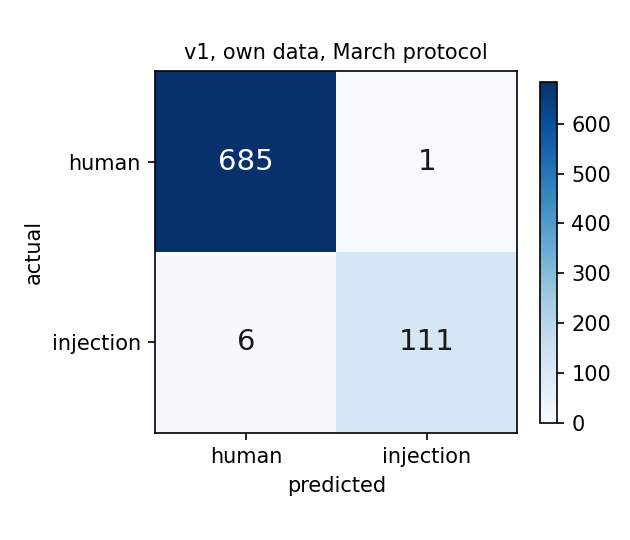 v1, own data, March protocol
human
685
1
injection
6
111
human
injection
predicted
actual
600
500
400
300
200
100
0